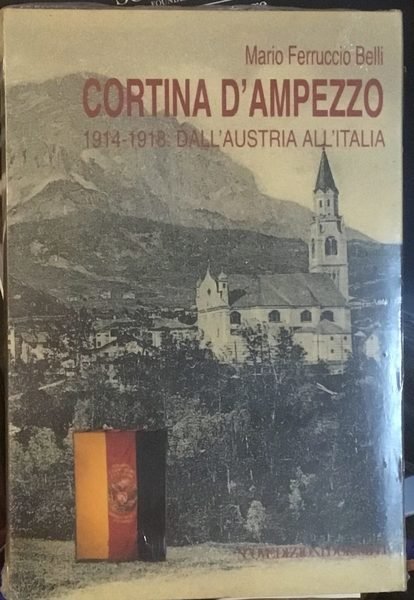 Mario Ferruccio Belli
CORTINA D'AMPEZZO
1914-1918: DALL'AUSTRIA ALL'ITALIA